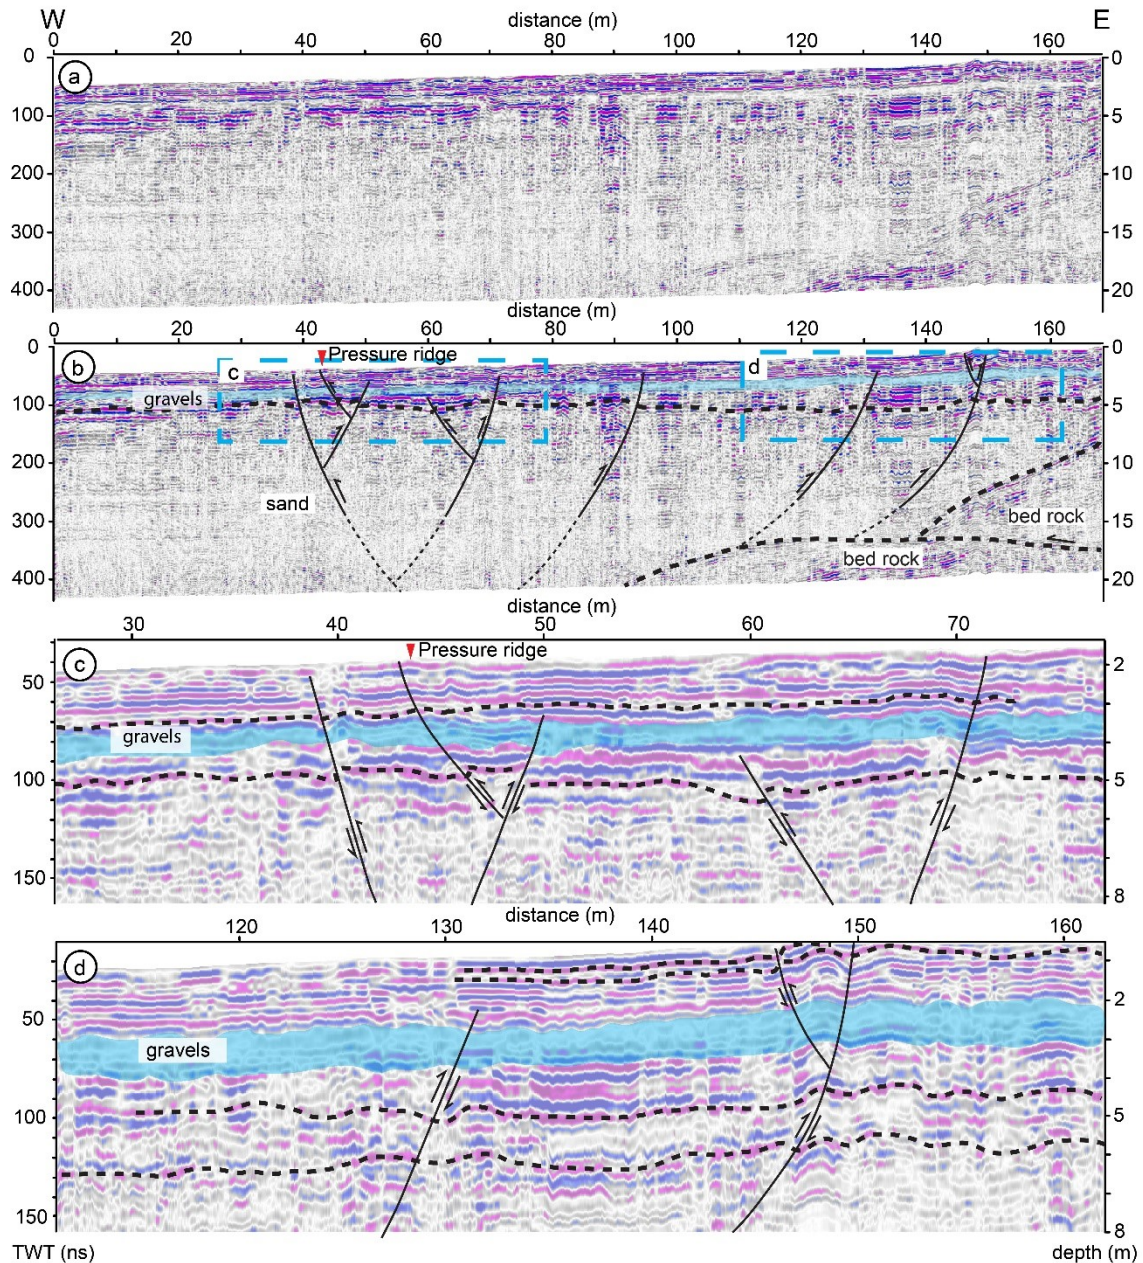 W distance (m) E
0 20 40 60 80 100 120 140 160
a
0 0
100 5
200 10
300 15
400 20
distance (m)
0 20 40 60 80 100 120 140 160
b
0 0
Pressure ridge
c d
gravels
100 5
200 10
sand
300 15
bed rock
bed rock
400 20
distance (m)
30 40 50 60 70
c Pressure ridge
50 2
gravels
100 5
150 8
distance (m)
120 130 140 150 160
d
50 2
gravels
100 5
150 8
TWT (ns) depth (m)